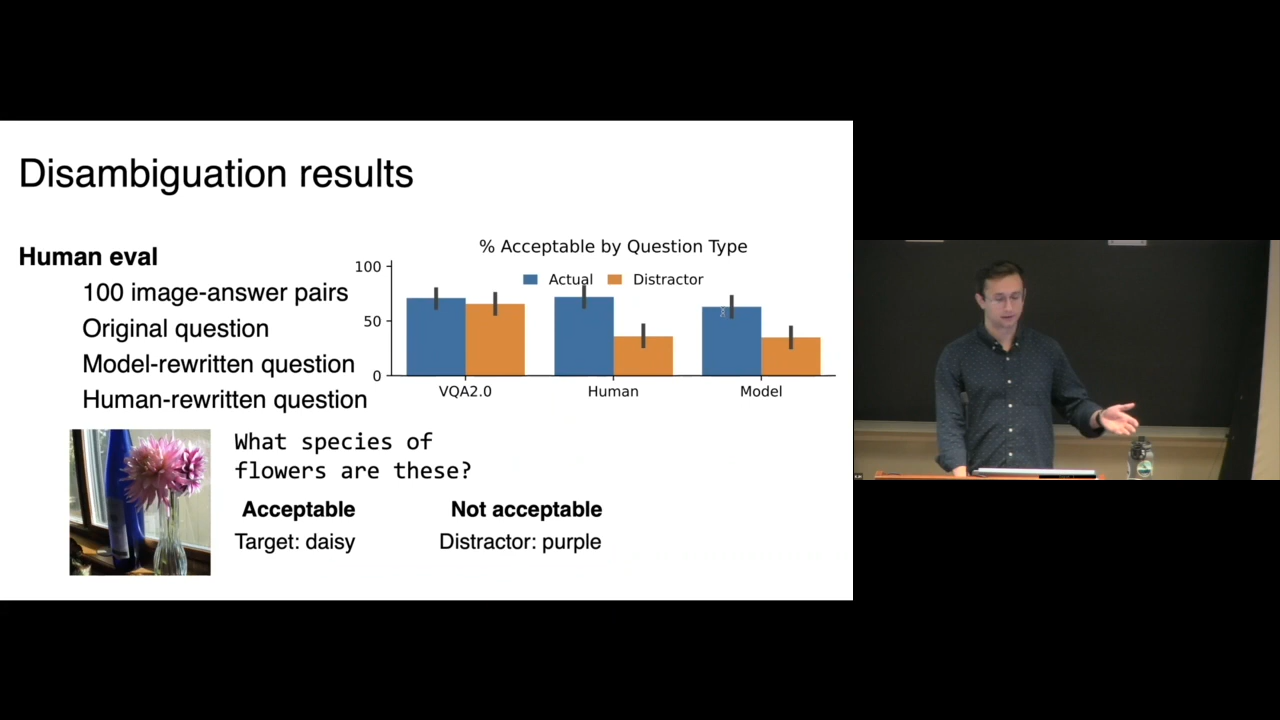 Disambiguation results
Human eval
100 image-answer pairs
Original question
Model-rewritten question
Human-rewritten question
% Acceptable by Question Type
Actual Distractor
100
50
0
VQA2.0 Human Model
What species of
flowers are these?
Acceptable Not acceptable
Target: daisy Distractor: purple